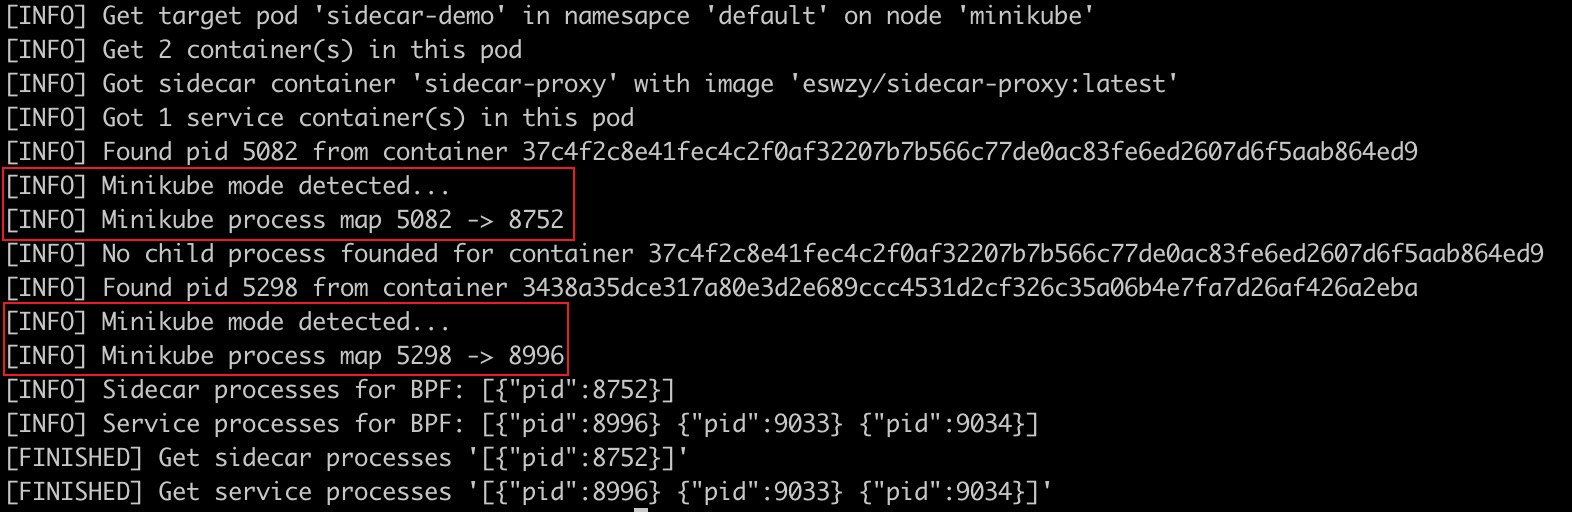 [INFO] Get target pod 'sidecar-demo' in namesapce 'default' on node 'minikube'
[INFO] Get 2 container(s) in this pod
[INFO] Got sidecar container 'sidecar-proxy' with image 'eswzy/sidecar-proxy:latest'
[INFO] Got 1 service container(s) in this pod
[INFO] Found pid 5082 from container 37c4f2c8e41fec4c2f0af32207b7b566c77de0ac83fe6ed2607d6f5aab864ed9
[INFO] Minikube mode detected...
[INFO] Minikube process map 5082 -> 8752
[INFO] No child process founded for container 37c4f2c8e41fec4c2f0af32207b7b566c77de0ac83fe6ed2607d6f5aab864ed9
[INFO] Found pid 5298 from container 3438a35dce317a80e3d2e689ccc4531d2cf326c35a06b4e7fa7d26af426a2eba
[INFO] Minikube mode detected...
[INFO] Minikube process map 5298 -> 8996
[INFO] Sidecar processes for BPF: [{"pid":8752}]
[INFO] Service processes for BPF: [{"pid":8996} {"pid":9033} {"pid":9034}]
[FINISHED] Get sidecar processes '[{"pid":8752}]'
[FINISHED] Get service processes '[{"pid":8996} {"pid":9033} {"pid":9034}]'